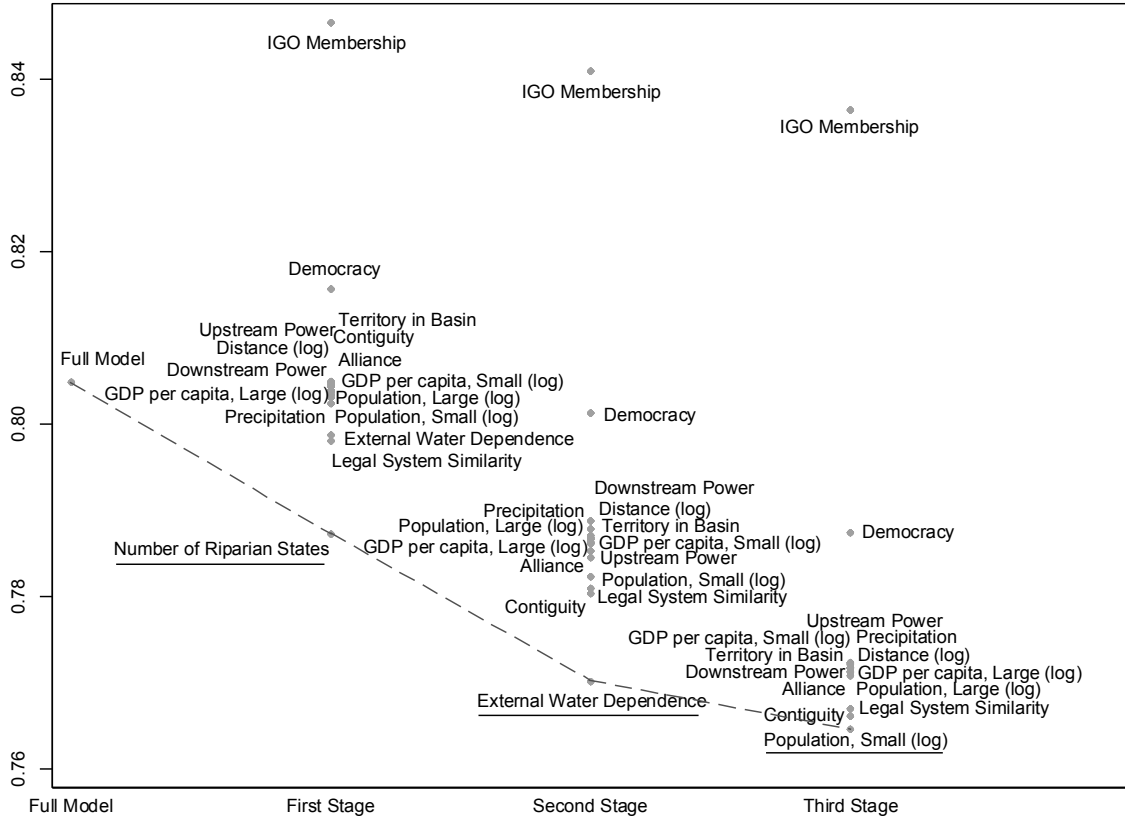 IGO Membership
0.84
IGO Membership
IGO Membership
0.82
Democracy
Territory in Basin
Upstream Power
Contiguity
Distance (log)
Full Model
Alliance
Downstream Power
GDP per capita, Small (log)
GDP per capita, Large (log)
Population, Large (log)
0.80
Precipitation
Population, Small (log)
Democracy
External Water Dependence
Legal System Similarity
Downstream Power
Precipitation
Distance (log)
Population, Large (log)
Territory in Basin
Democracy
Number of Riparian States
GDP per capita, Large (log)
GDP per capita, Small (log)
Upstream Power
Alliance
Population, Small (log)
0.78
Legal System Similarity
Contiguity
Upstream Power
GDP per capita, Small (log)
Precipitation
Territory in Basin
Distance (log)
Downstream Power
GDP per capita, Large (log)
Alliance
Population, Large (log)
External Water Dependence
Legal System Similarity
Contiguity
Population, Small (log)
0.76
Full Model
First Stage
Second Stage
Third Stage